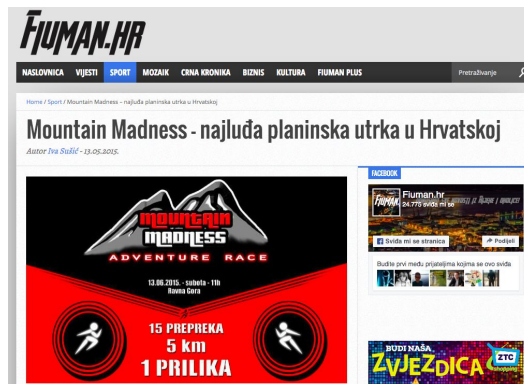 FIUMAN.HR
NASLOVNICA VIJESTI SPORT MOZAIK CRNA KRONIKA BIZNIS KULTURA FIUMAN PLUS Pretraživanje
Home / Sport / Mountain Madness – najluđa planinska utrka u Hrvatskoj
Mountain Madness - najluđa planinska utrka u Hrvatskoj
Autor Iva Sušić - 13.05.2015.
FACEBOOK
Fiuman.hr
24.775 sviđa mi se
FIUMAN
Sviđa mi se stranica
Podijeli
Budite prvi među prijateljima kojima se ovo sviđa
MOUNTAIN
MADNESS
ADVENTURE RACE
13.06.2015. - subota - 11h
Ravna Gora
15 PREPREKA
5 km
1 PRILIKA
BUDI NAŠA
ZVJEZDICA
ZTC
shopping